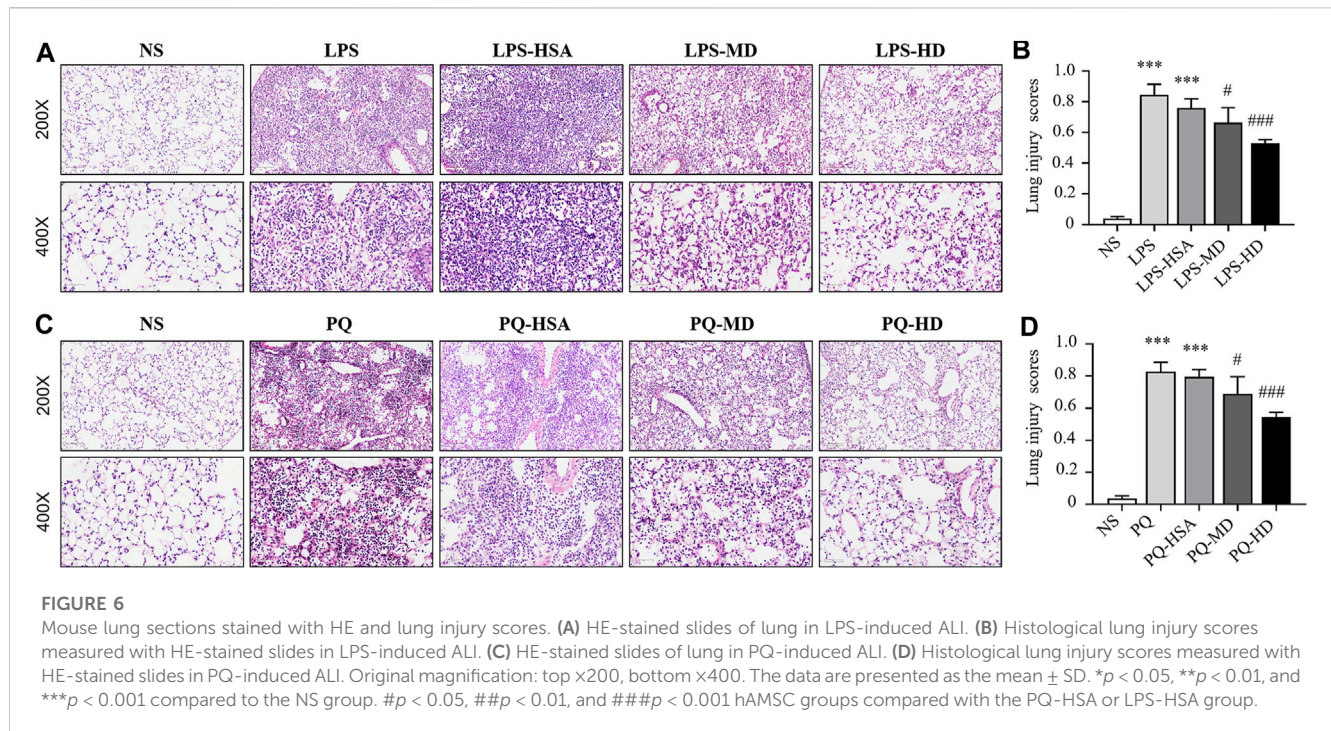 A
NS LPS LPS-HSA LPS-MD LPS-HD
200X
400X
B
Lung injury scores
1.0
0.8
0.6
0.4
0.2
0
***
***
#
###
NS
LPS
LPS-HSA
LPS-MD
LPS-HD
C
NS PQ PQ-HSA PQ-MD PQ-HD
200X
400X
D
Lung injury scores
1.0
0.8
0.6
0.4
0.2
0
***
***
#
###
NS
PQ
PQ-HSA
PQ-MD
PQ-HD
FIGURE 6
Mouse lung sections stained with HE and lung injury scores. (A) HE-stained slides of lung in LPS-induced ALI. (B) Histological lung injury scores
measured with HE-stained slides in LPS-induced ALI. (C) HE-stained slides of lung in PQ-induced ALI. (D) Histological lung injury scores measured with
HE-stained slides in PQ-induced ALI. Original magnification: top ×200, bottom ×400. The data are presented as the mean ± SD. *p < 0.05, **p < 0.01, and
***p < 0.001 compared to the NS group. #p < 0.05, ##p < 0.01, and ###p < 0.001 hAMSC groups compared with the PQ-HSA or LPS-HSA group.